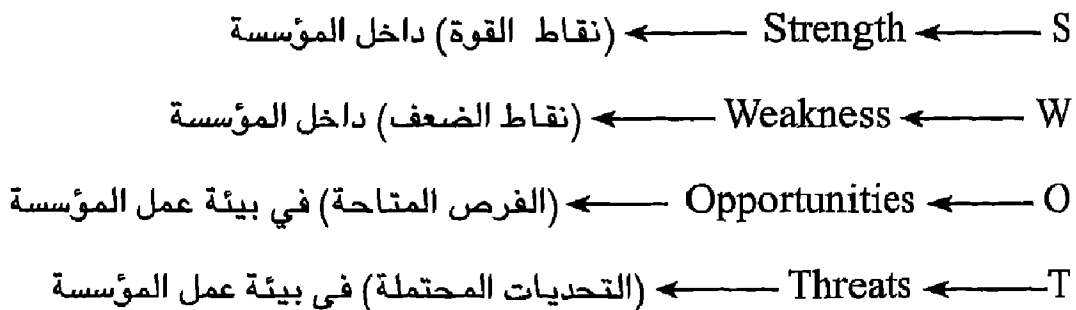 S ← Strength ← (نقاط القوة) داخل المؤسسة
W ← Weakness ← (نقاط الضعف) داخل المؤسسة
O ← Opportunities ← (الفرص المتاحة) في بيئة عمل المؤسسة
T ← Threats ← (التحديات المحتملة) في بيئة عمل المؤسسة